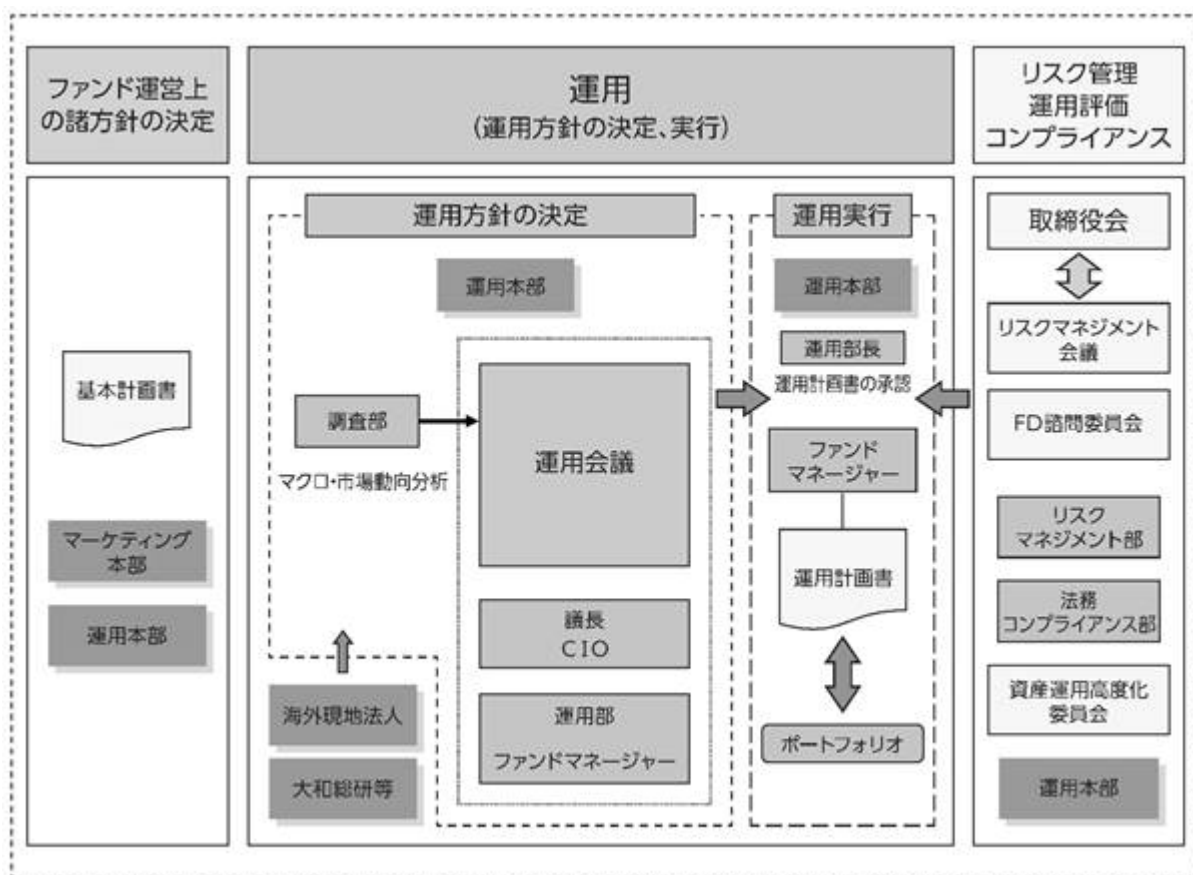 ファンド運営上
の諸方針の決定
基本計画書
マーケティング
本部
運用本部
運用
(運用方針の決定、実行)
運用方針の決定
運用本部
調査部
マクロ・市場動向分析
運用会議
議長
CIO
運用部
ファンドマネージャー
海外現地法人
大和総研等
運用実行
運用本部
運用部長
運用計画書の承認
ファンド
マネージャー
運用計画書
ポートフォリオ
リスク管理
運用評価
コンプライアンス
取締役会
リスクマネジメント
会議
FD諮問委員会
リスク
マネジメント部
法務
コンプライアンス部
資産運用高度化
委員会
運用本部